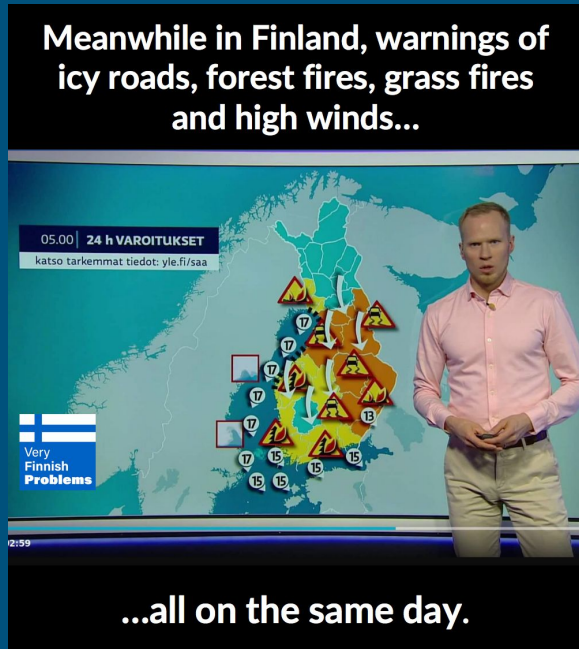 Meanwhile in Finland, warnings of
icy roads, forest fires, grass fires
and high winds...
05.00 24 h VAROITUKSET
katso tarkemmat tiedot: yle.fi/saa
17
17
17
17
17
13
17
15
15
15
15
15
Very
Finnish
Problems
02:59
...all on the same day.